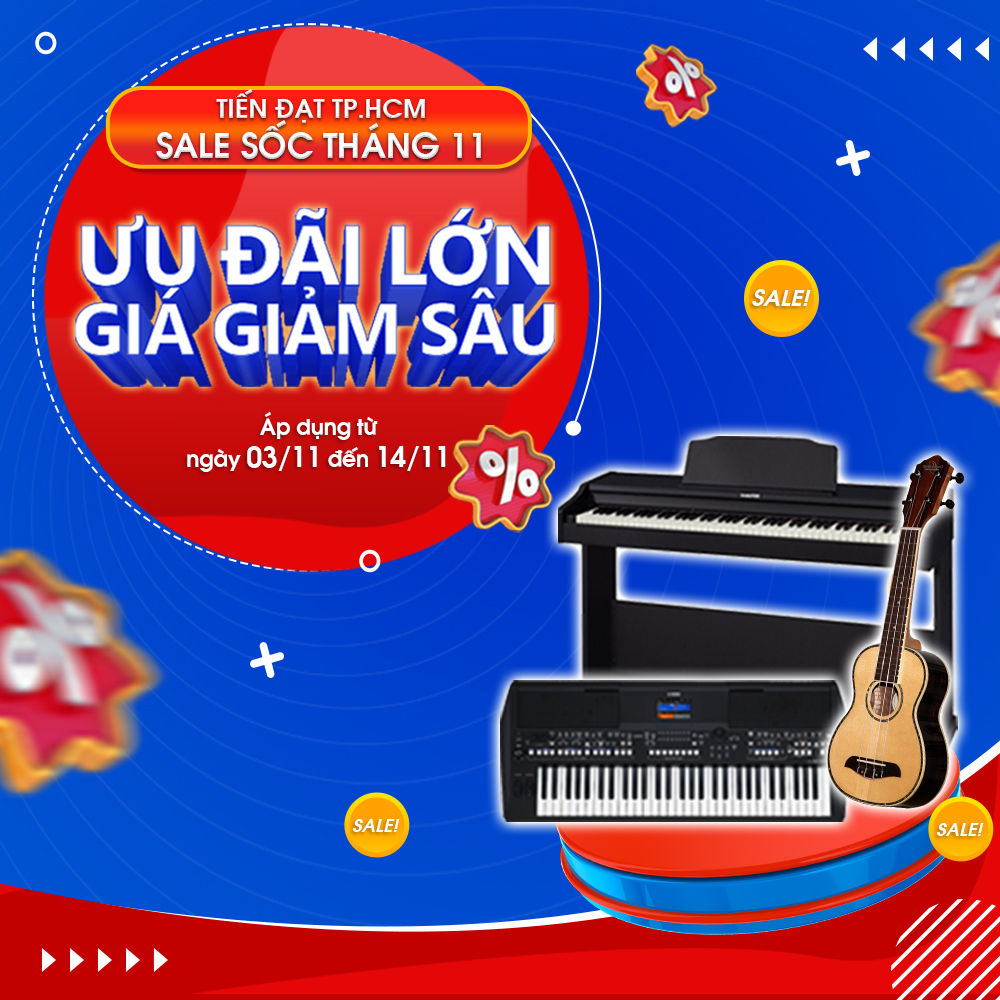 TIẾN ĐẠT TP.HCM
SALE SỐC THÁNG 11
ƯU ĐÃI LỚN
GIÁ GIẢM SÂU
Áp dụng từ
ngày 03/11 đến 14/11
%
%
SALE!
SALE!
SALE!